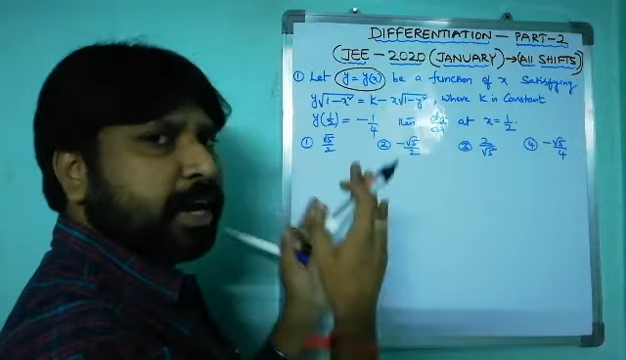 DIFFERENTIATION — PART-2
(JEE-2020 (JANUARY) → (All SHIFTS)
① Let y = y(x) be a function of x Satisfying
y√1-x² = k - x√1-y², where K is Constant
y(1/2) = -1/4 then dy/dx at x = 1/2.
① √5/2 ② -√5/2 ③ 2/√5 ④ -√5/4